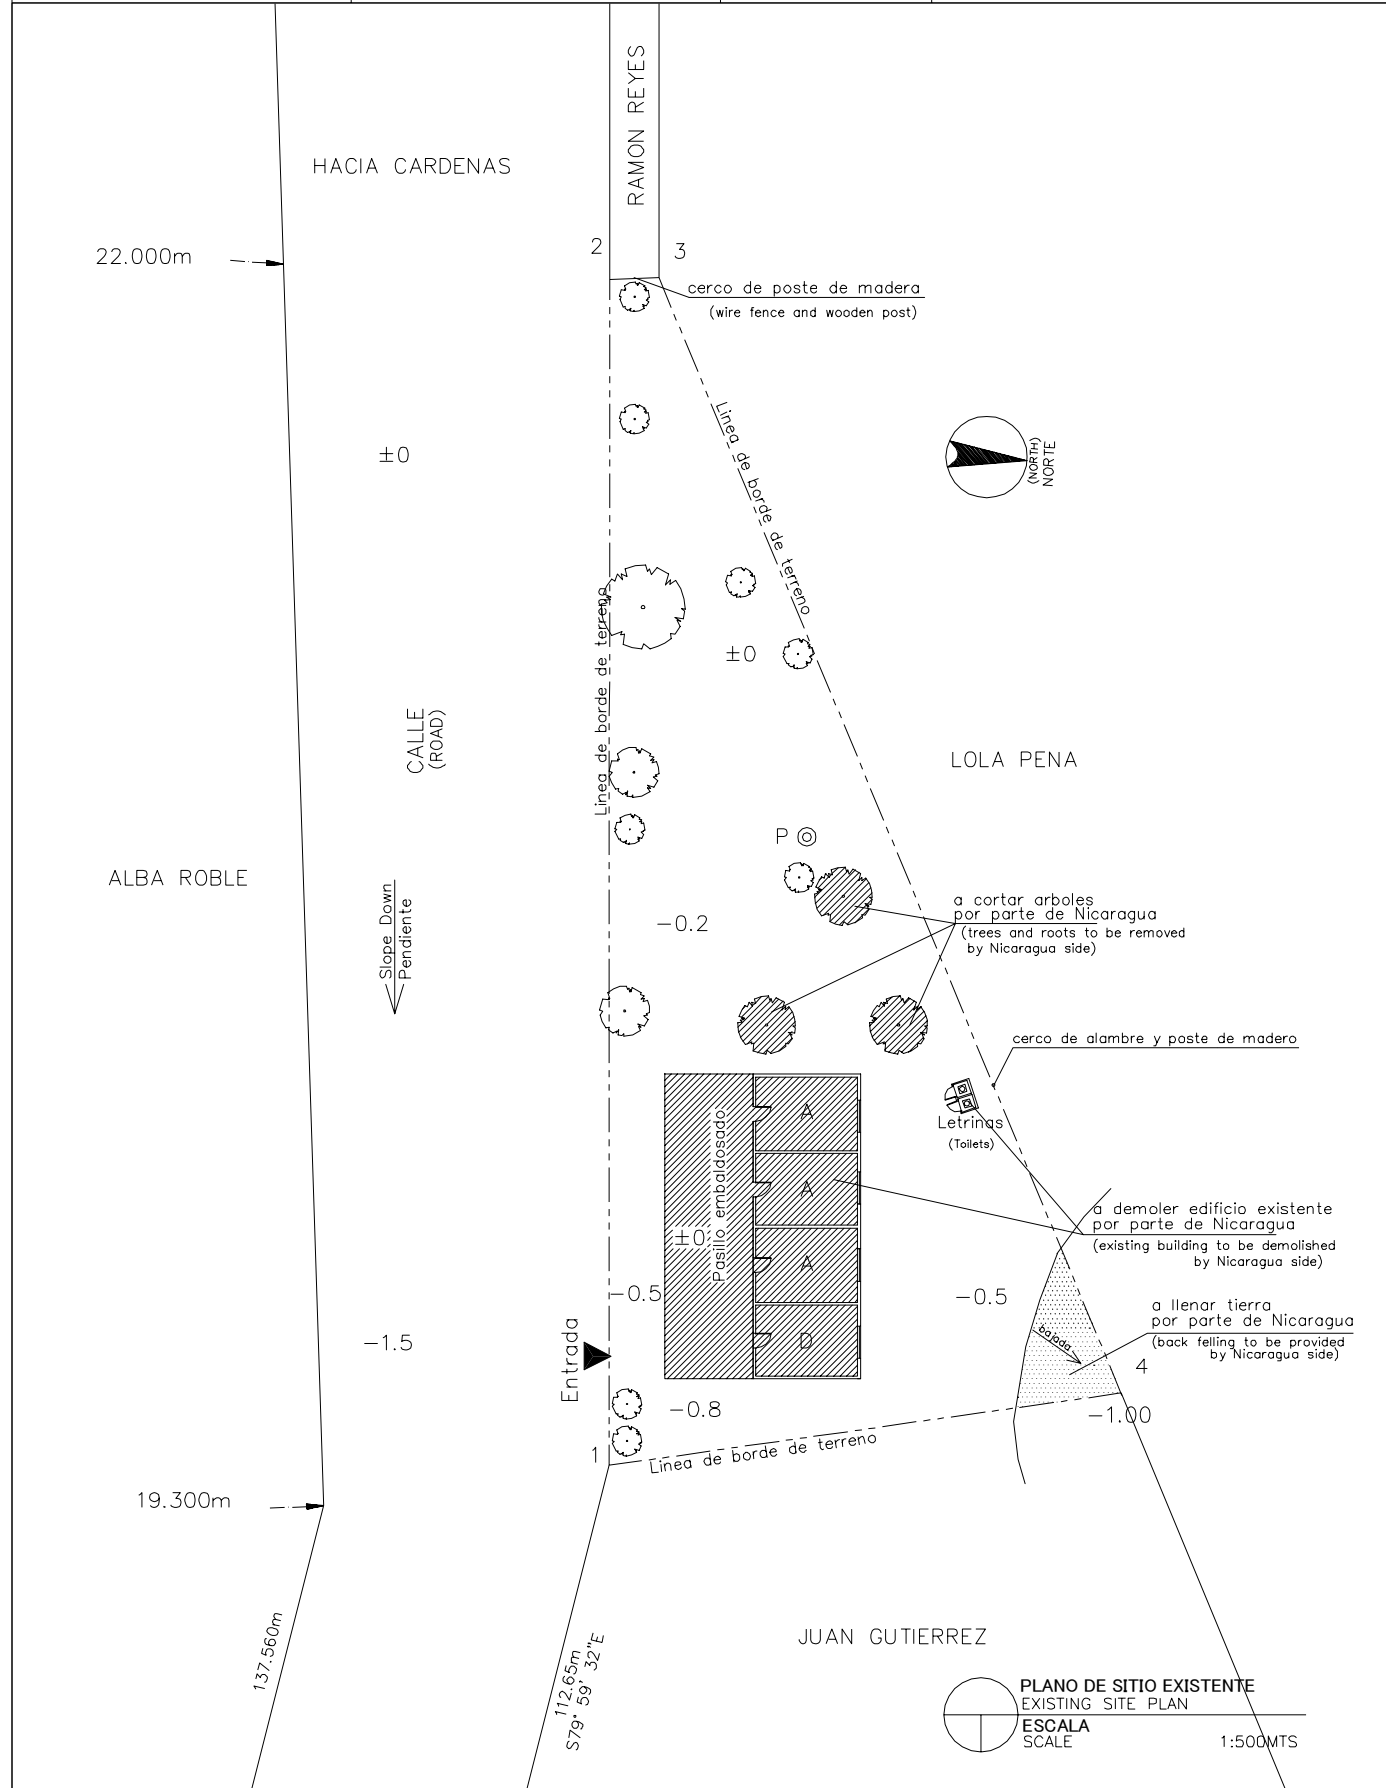 RAMON REYES
HACIA CARDENAS
22.000m
2
3
cerco de poste de madera
(wire fence and wooden post)
Linea de borde de terreno
±0
(NORTH)
NORTE
Linea de borde de terreno
±0
CALLE
(ROAD)
LOLA PENA
P
ALBA ROBLE
Slope Down
Pendiente
-0.2
a cortar arboles
por parte de Nicaragua
(trees and roots to be removed
by Nicaragua side)
cerco de alambre y poste de madero
Letrinas
(Toilets)
Pasillo embaldosado
A
A
A
D
±0
a demoler edificio existente
por parte de Nicaragua
(existing building to be demolished
by Nicaragua side)
-0.5
-0.5
a llenar tierra
por parte de Nicaragua
(back felling to be provided
by Nicaragua side)
bajada
-1.5
Entrada
4
-0.8
-1.00
1
Linea de borde de terreno
19.300m
137.560m
112.65m
S79° 59' 32"E
JUAN GUTIERREZ
PLANO DE SITIO EXISTENTE
EXISTING SITE PLAN
ESCALA
SCALE
1:500MTS